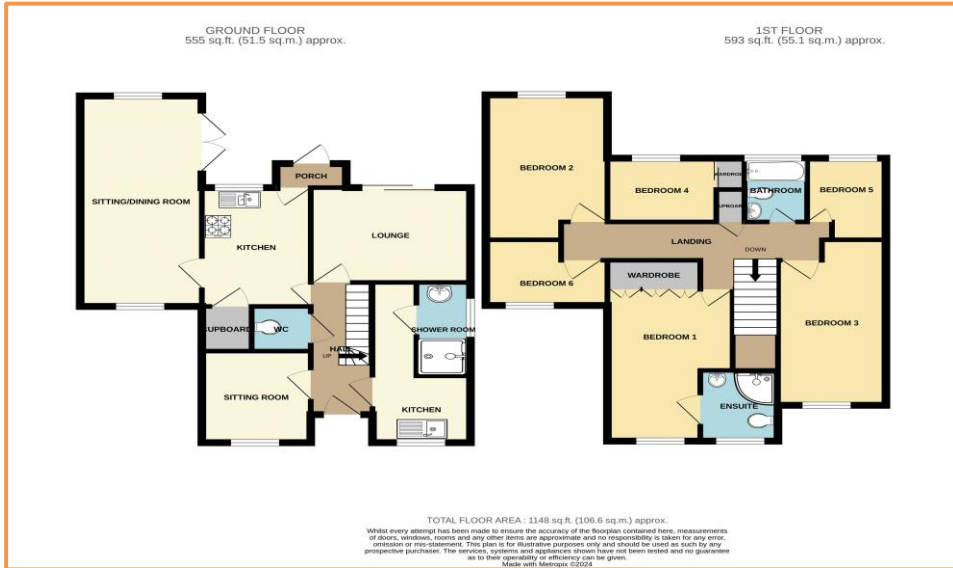 GROUND FLOOR
555 sq.ft. (51.5 sq.m.) approx.
1ST FLOOR
593 sq.ft. (55.1 sq.m.) approx.
PORCH
SITTING/DINING ROOM
KITCHEN
LOUNGE
CUPBOARD
WC
HALL
UP
SHOWER ROOM
SITTING ROOM
KITCHEN
BEDROOM 2
BEDROOM 4
WARDROBE
BATHROOM
BEDROOM 5
CUPBOARD
LANDING
DOWN
WARDROBE
BEDROOM 6
BEDROOM 1
BEDROOM 3
ENSUITE
TOTAL FLOOR AREA : 1148 sq.ft. (106.6 sq.m.) approx.
Whilst every attempt has been made to ensure the accuracy of the floorplan contained here, measurements
of doors, windows, rooms and any other items are approximate and no responsibility is taken for any error,
omission or mis-statement. This plan is for illustrative purposes only and should be used as such by any
prospective purchaser. The services, systems and appliances shown have not been tested and no guarantee
as to their operability or efficiency can be given.
Made with Metropix ©2024